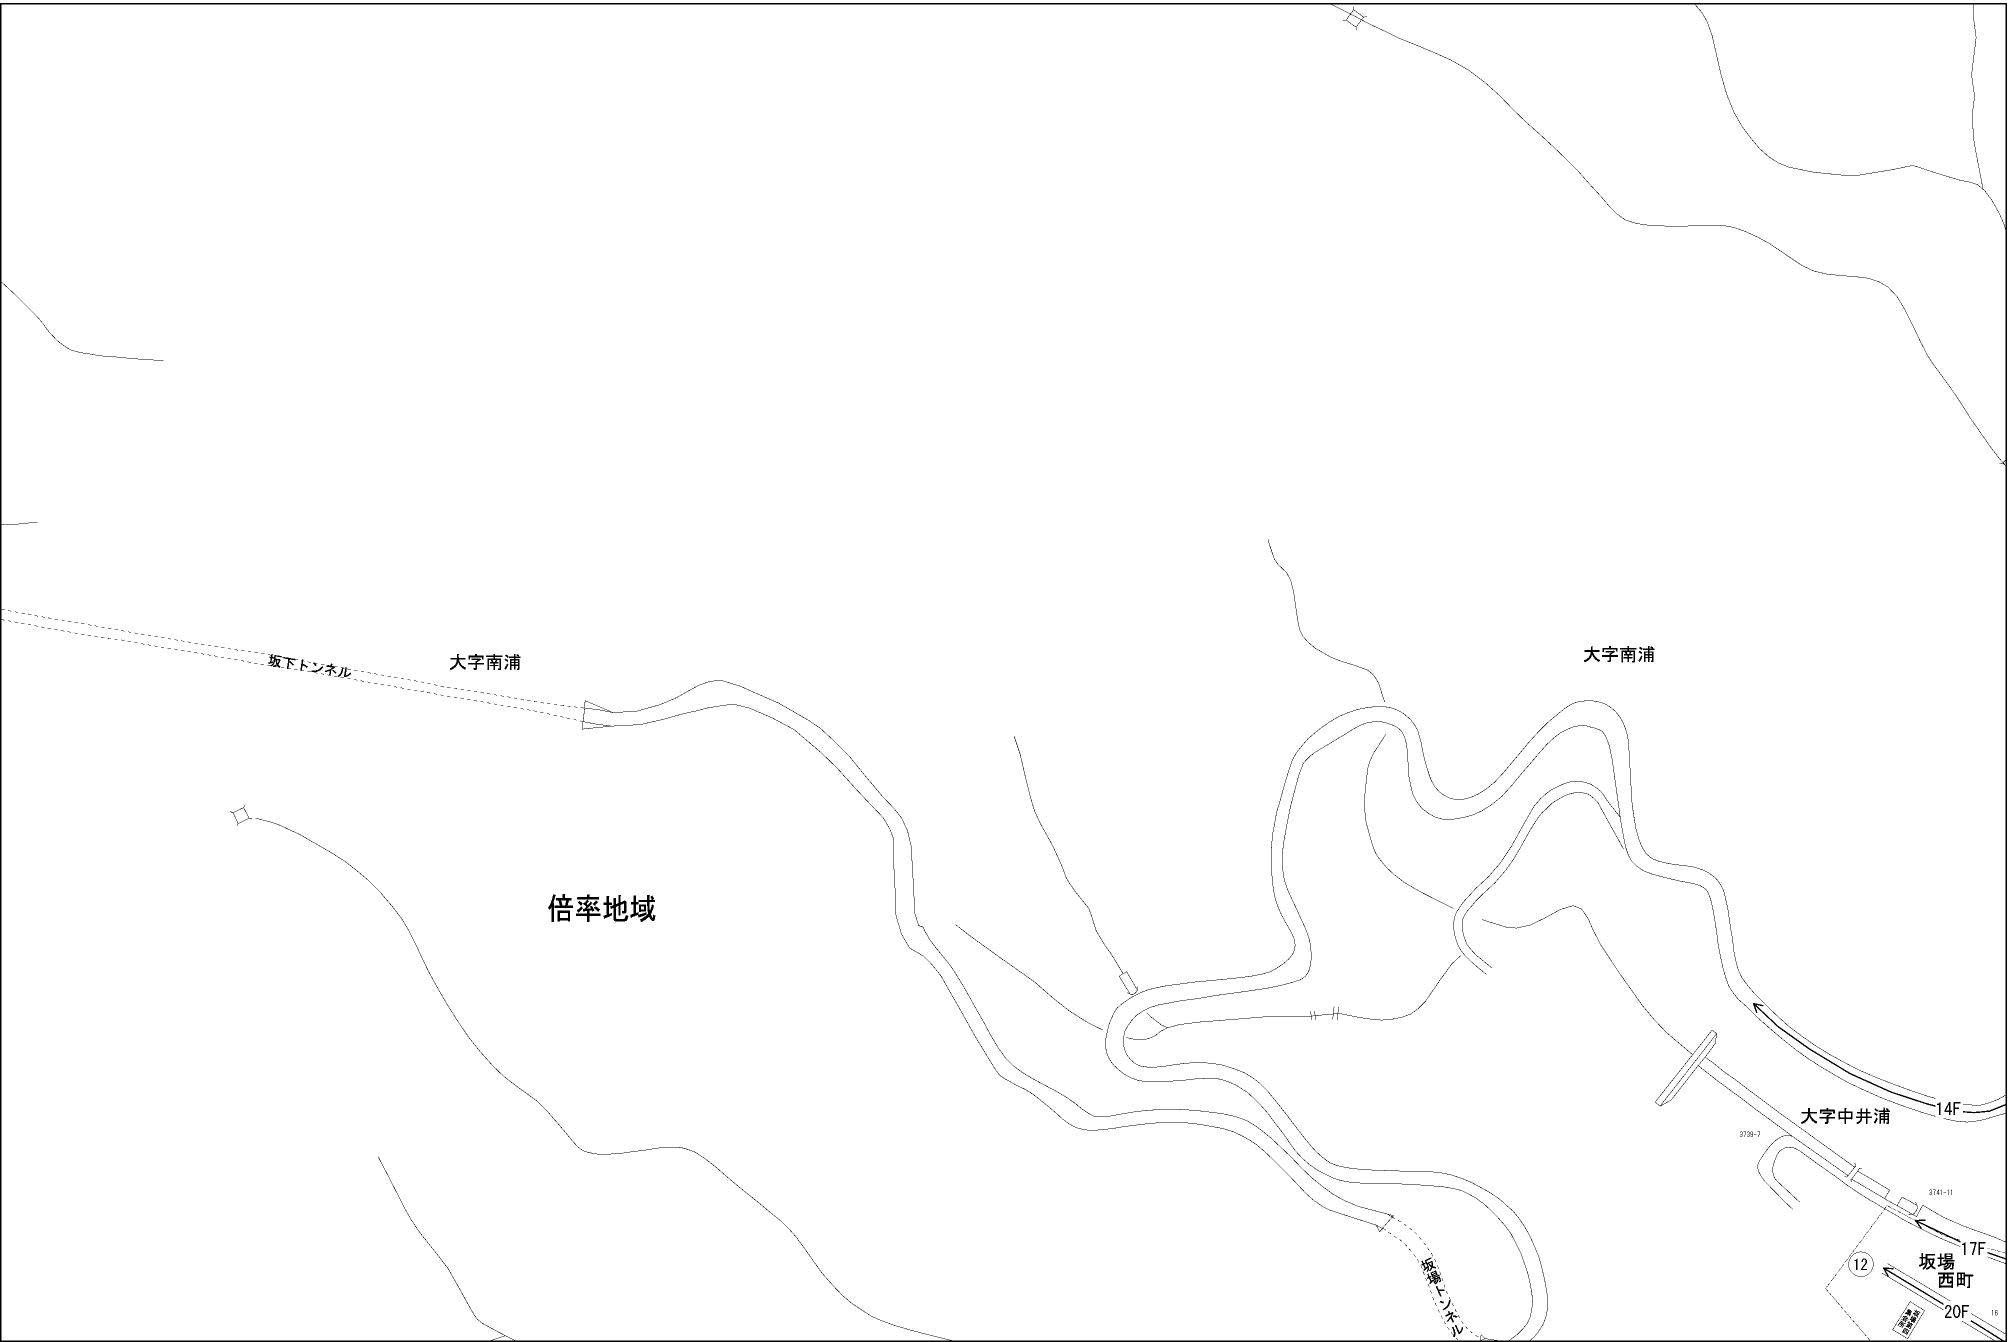 坂下トンネル
大字南浦
大字南浦
倍率地域
14F
大字中井浦
3739-7
3741-11
17F
12
坂場
西町
20F
16
坂場トンネル